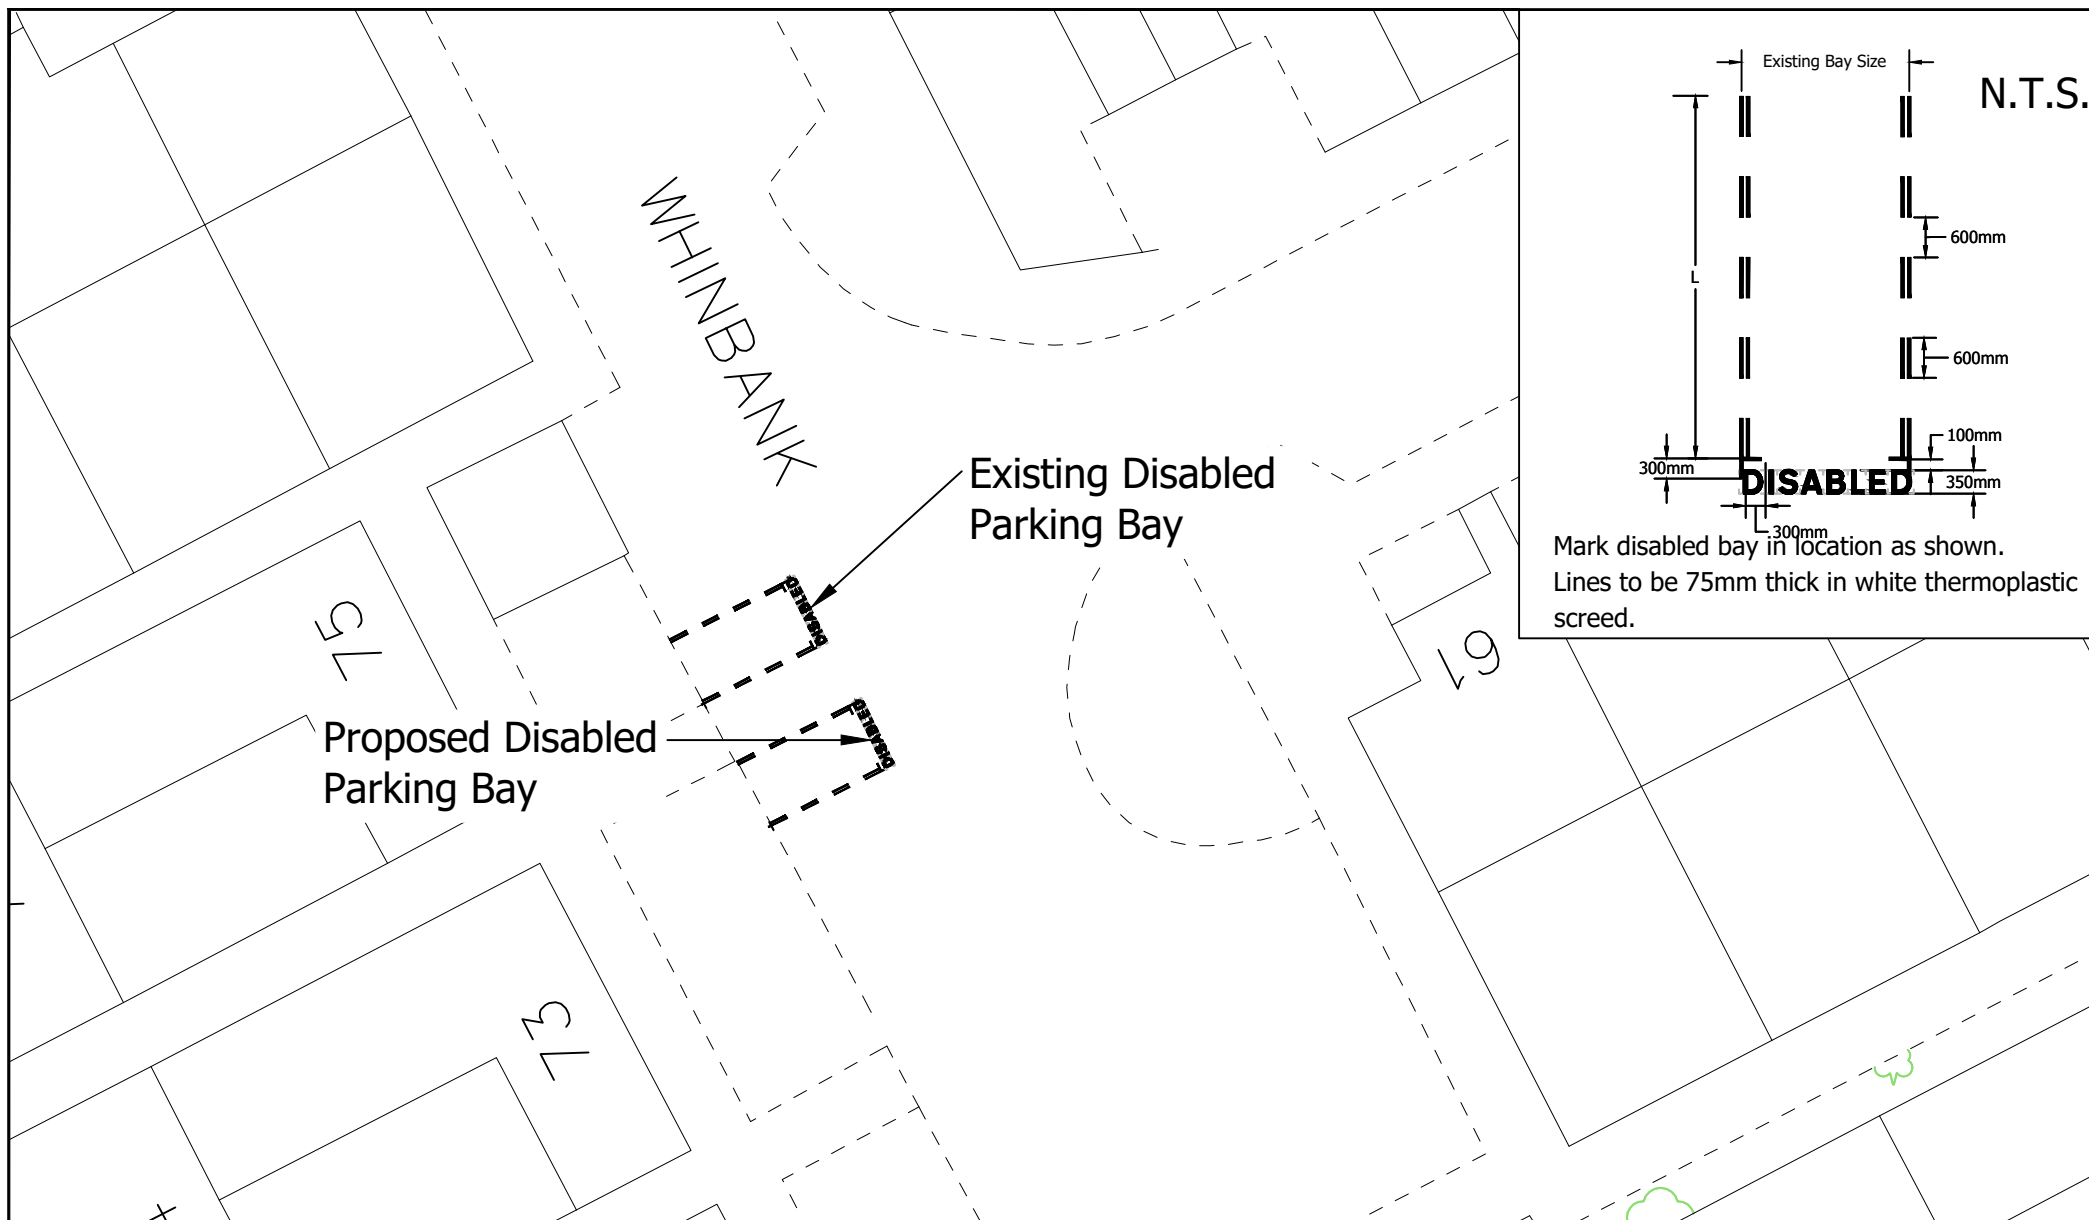 WHINBANK
Existing Disabled
Parking Bay
DISABLED
75
Proposed Disabled
Parking Bay
DISABLED
61
73
Existing Bay Size
N.T.S.
600mm
L
600mm
100mm
300mm
DISABLED
350mm
300mm
Mark disabled bay in location as shown.
Lines to be 75mm thick in white thermoplastic
screed.